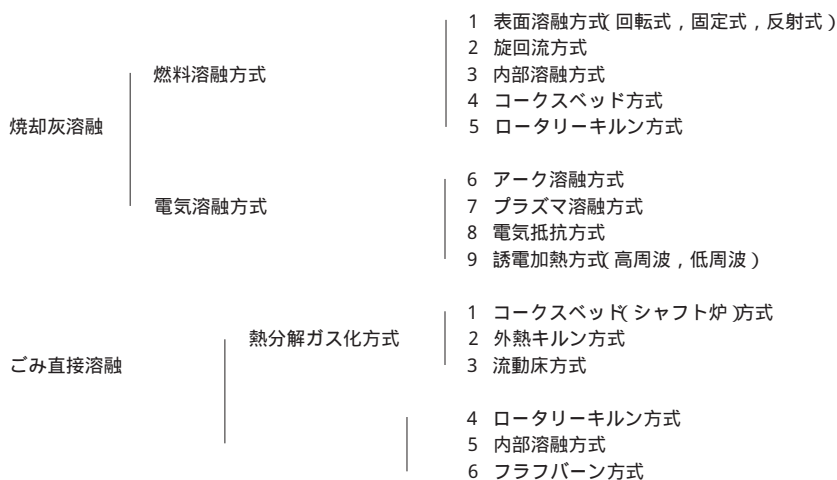 1 表面溶融方式(回転式，固定式，反射式)
2 旋回流方式
燃料溶融方式
3 内部溶融方式
4 コークスベッド方式
焼却灰溶融
5 ロータリーキルン方式
6 アーク溶融方式
電気溶融方式
7 プラズマ溶融方式
8 電気抵抗方式
9 誘電加熱方式(高周波，低周波)
1 コークスベッド(シャフト炉)方式
熱分解ガス化方式
2 外熱キルン方式
ごみ直接溶融
3 流動床方式
4 ロータリーキルン方式
5 内部溶融方式
6 フラフバーン方式